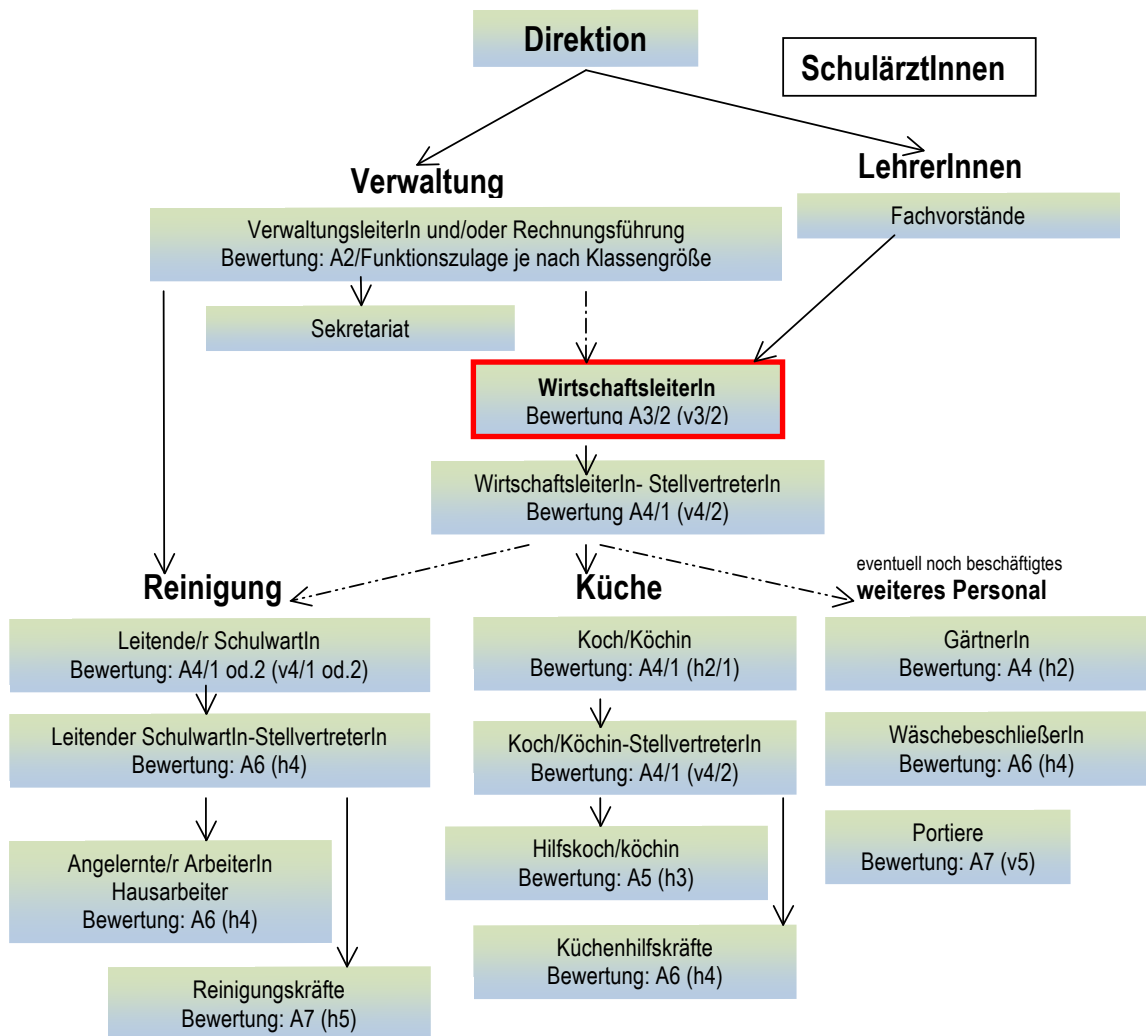 Direktion
SchulärztInnen
Verwaltung
LehrerInnen
VerwaltungsleiterIn und/oder Rechnungsführung
Bewertung: A2/Funktionszulage je nach Klassengröße
Fachvorstände
Sekretariat
WirtschaftsleiterIn
Bewertung A3/2 (v3/2)
WirtschaftsleiterIn- StellvertreterIn
Bewertung A4/1 (v4/2)
Reinigung
Küche
eventuell noch beschäftigtes
weiteres Personal
Leitende/r SchulwartIn
Bewertung: A4/1 od.2 (v4/1 od.2)
Koch/Köchin
Bewertung: A4/1 (h2/1)
GärtnerIn
Bewertung: A4 (h2)
Leitender SchulwartIn-StellvertreterIn
Bewertung: A6 (h4)
Koch/Köchin-StellvertreterIn
Bewertung: A4/1 (v4/2)
WäschebeschließerIn
Bewertung: A6 (h4)
Angelernte/r ArbeiterIn
Hausarbeiter
Bewertung: A6 (h4)
Hilfskoch/köchin
Bewertung: A5 (h3)
Portiere
Bewertung: A7 (v5)
Reinigungskräfte
Bewertung: A7 (h5)
Küchenhilfskräfte
Bewertung: A6 (h4)